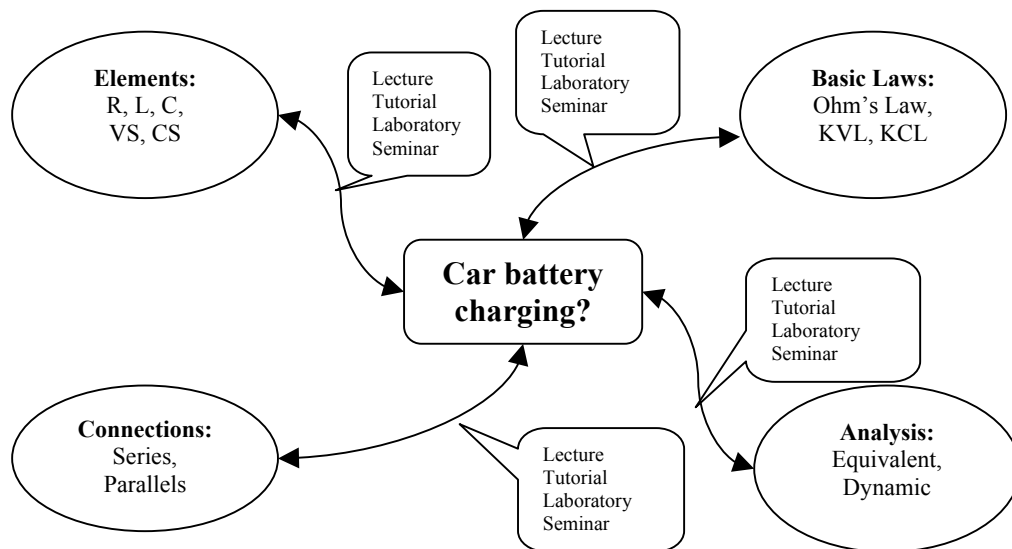 Elements:
R, L, C,
VS, CS
Lecture
Tutorial
Laboratory
Seminar
Lecture
Tutorial
Laboratory
Seminar
Basic Laws:
Ohm's Law,
KVL, KCL
Car battery
charging?
Lecture
Tutorial
Laboratory
Seminar
Connections:
Series,
Parallels
Lecture
Tutorial
Laboratory
Seminar
Analysis:
Equivalent,
Dynamic